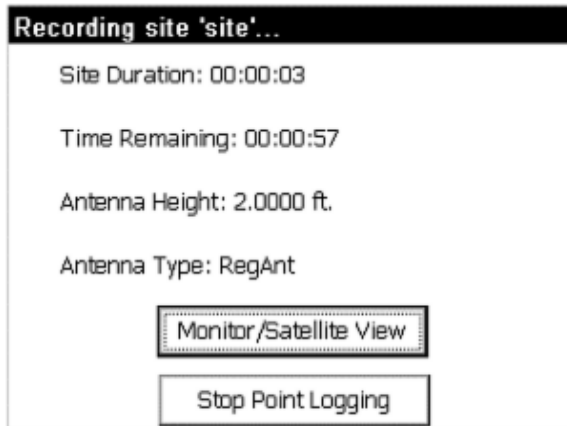 Recording site 'site'...
Site Duration: 00:00:03
Time Remaining: 00:00:57
Antenna Height: 2.0000 ft.
Antenna Type: RegAnt
Monitor/Satellite View
Stop Point Logging